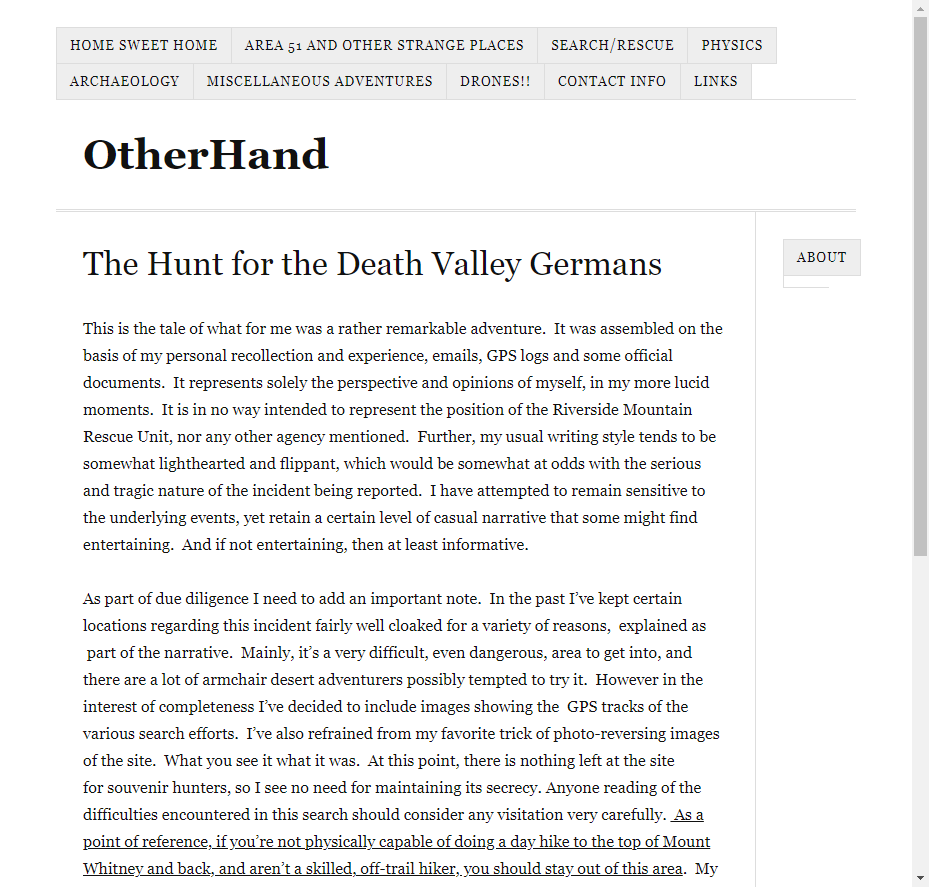 HOME SWEET HOME AREA 51 AND OTHER STRANGE PLACES SEARCH/RESCUE PHYSICS
ARCHAEOLOGY MISCELLANEOUS ADVENTURES DRONES!! CONTACT INFO LINKS
OtherHand
ABOUT
The Hunt for the Death Valley Germans
This is the tale of what for me was a rather remarkable adventure.  It was assembled on the
basis of my personal recollection and experience, emails, GPS logs and some official
documents.  It represents solely the perspective and opinions of myself, in my more lucid
moments.  It is in no way intended to represent the position of the Riverside Mountain
Rescue Unit, nor any other agency mentioned.  Further, my usual writing style tends to be
somewhat lighthearted and flippant, which would be somewhat at odds with the serious
and tragic nature of the incident being reported.  I have attempted to remain sensitive to
the underlying events, yet retain a certain level of casual narrative that some might find
entertaining.  And if not entertaining, then at least informative.
As part of due diligence I need to add an important note.  In the past I’ve kept certain
locations regarding this incident fairly well cloaked for a variety of reasons,  explained as
part of the narrative.  Mainly, it’s a very difficult, even dangerous, area to get into, and
there are a lot of armchair desert adventurers possibly tempted to try it.  However in the
interest of completeness I’ve decided to include images showing the  GPS tracks of the
various search efforts.  I’ve also refrained from my favorite trick of photo-reversing images
of the site.  What you see it what it was.  At this point, there is nothing left at the site
for souvenir hunters, so I see no need for maintaining its secrecy. Anyone reading of the
difficulties encountered in this search should consider any visitation very carefully.  As a
point of reference, if you’re not physically capable of doing a day hike to the top of Mount
Whitney and back, and aren’t a skilled, off-trail hiker, you should stay out of this area.  My